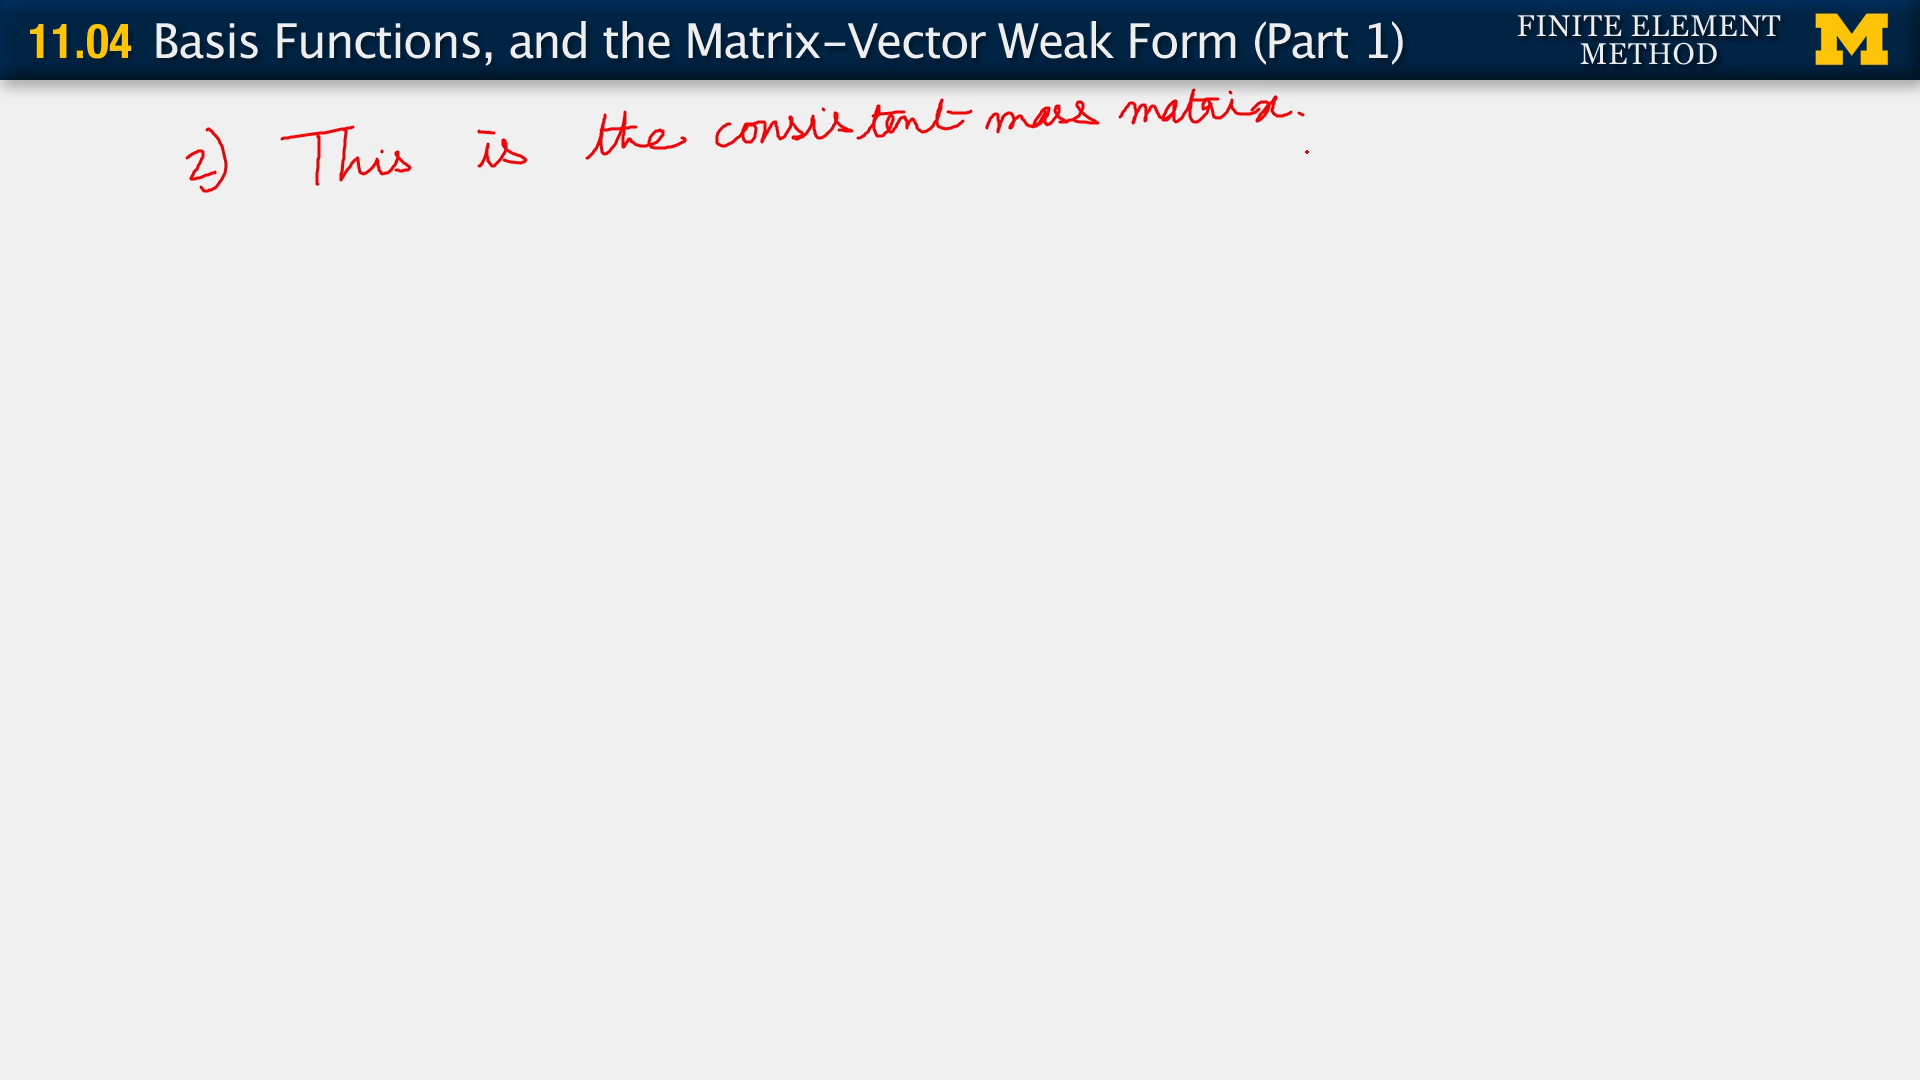 11.04 Basis Functions, and the Matrix–Vector Weak Form (Part 1)
FINITE ELEMENT
METHOD
M
2) This is the consistent mass matrix.